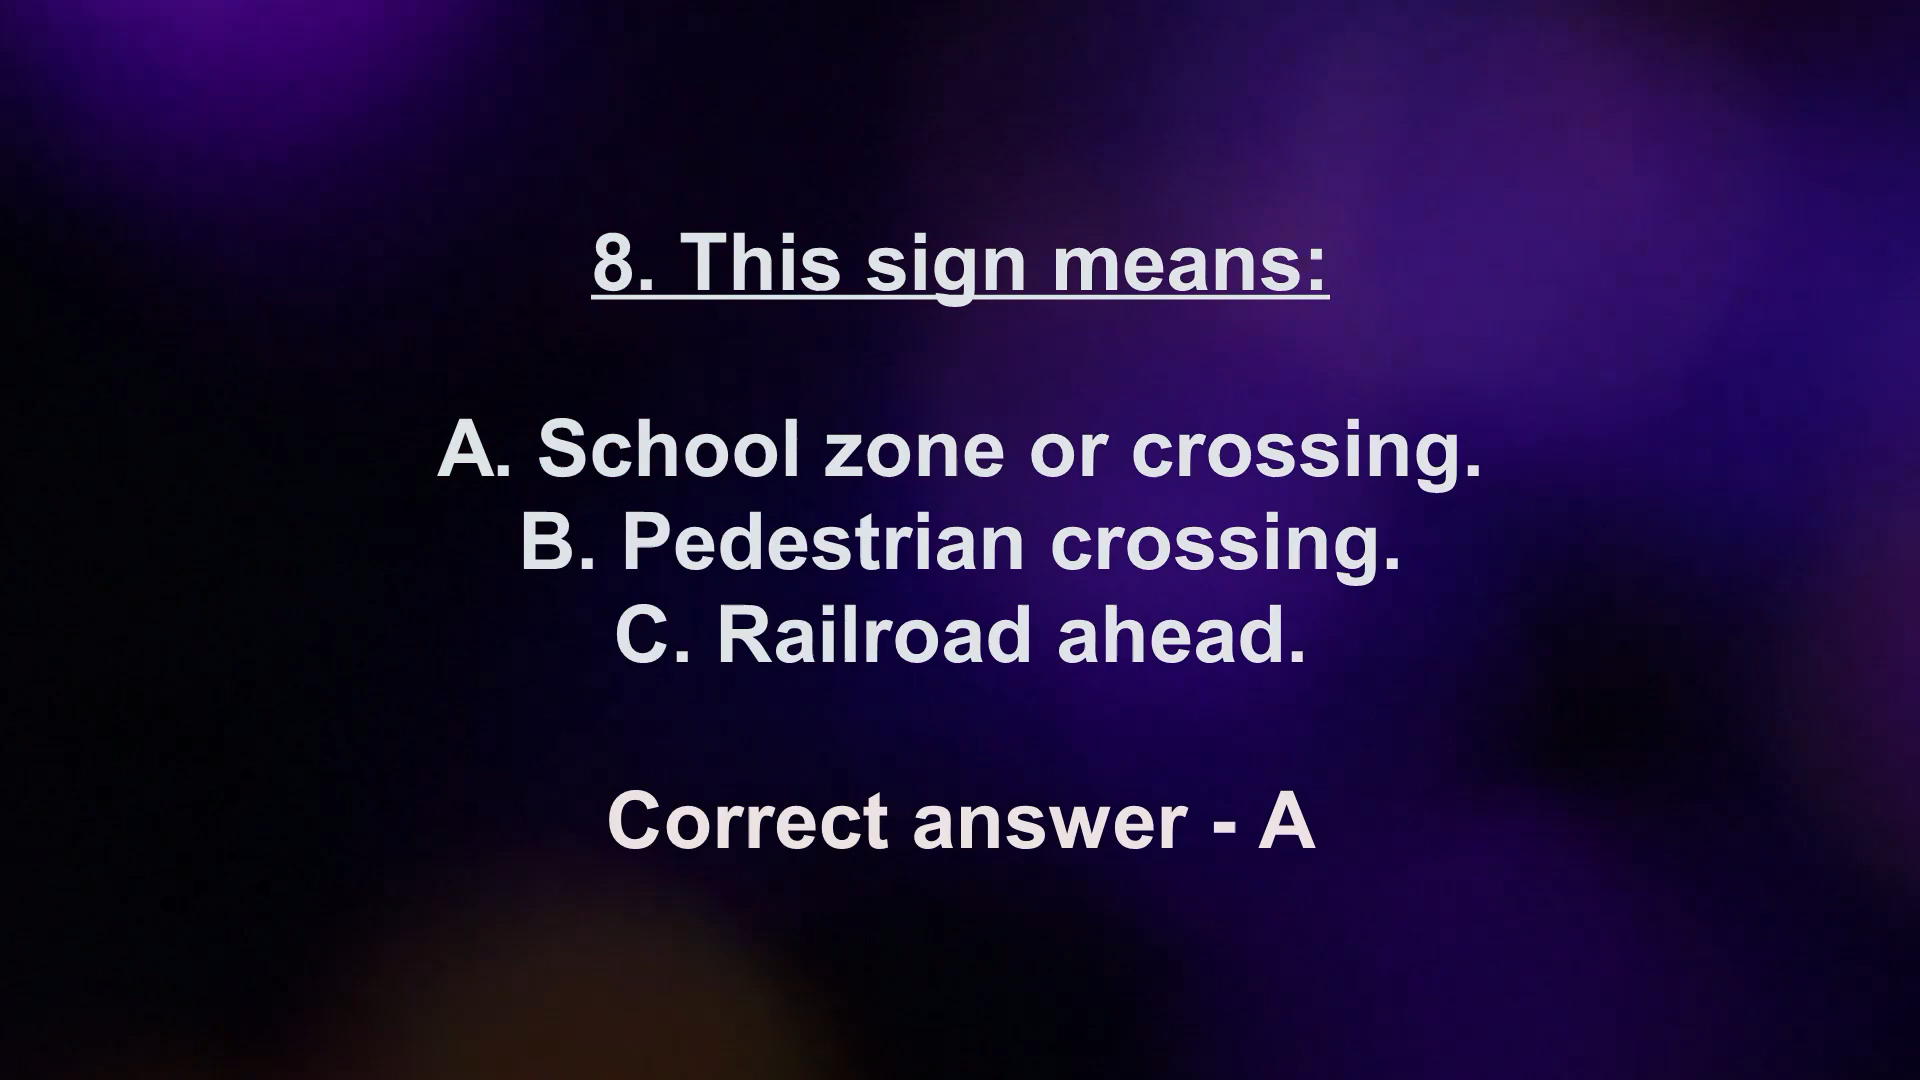 8. This sign means:
A. School zone or crossing.
B. Pedestrian crossing.
C. Railroad ahead.
Correct answer - A